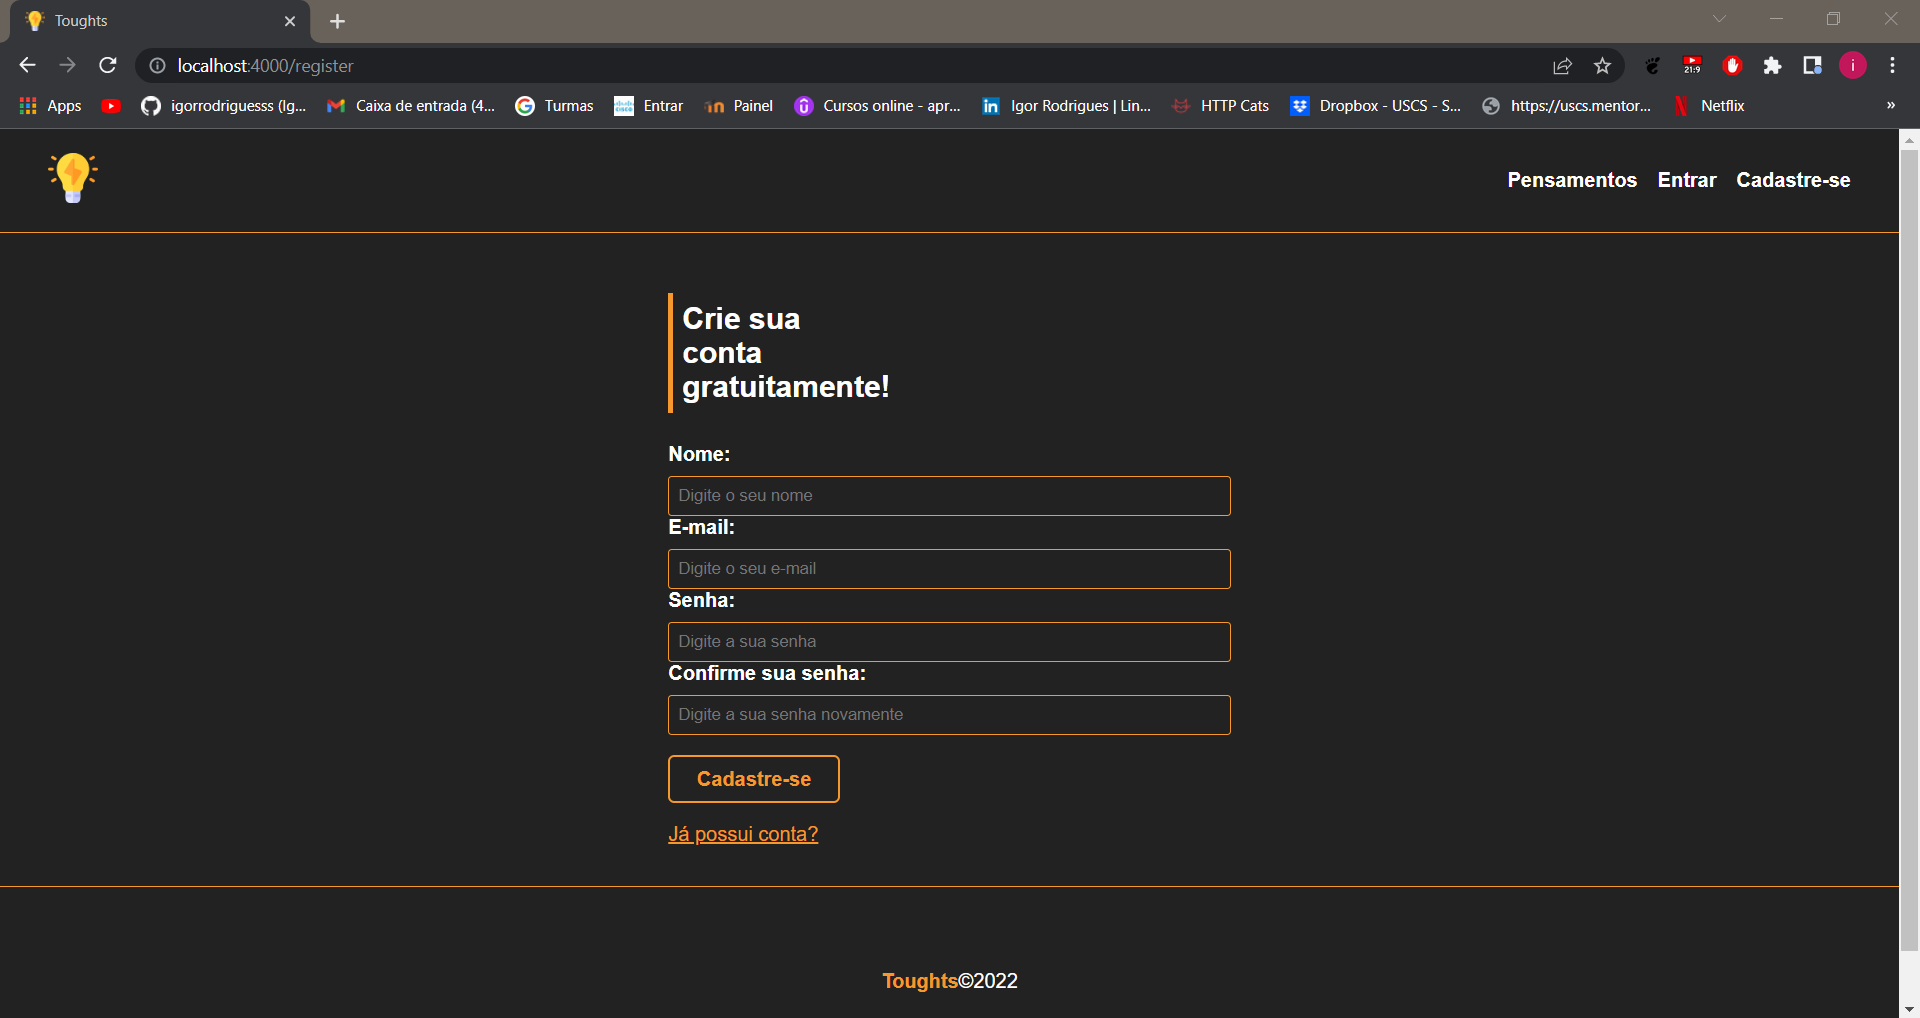 Toughts
localhost:4000/register
21:9
i
Apps
igorrodriguesss (Ig...
Caixa de entrada (4...
Turmas
Entrar
Painel
Cursos online - apr...
Igor Rodrigues | Lin...
HTTP Cats
Dropbox - USCS - S...
https://uscs.mentor...
Netflix
»
Pensamentos Entrar Cadastre-se
Crie sua
conta
gratuitamente!
Nome:
Digite o seu nome
E-mail:
Digite o seu e-mail
Senha:
Digite a sua senha
Confirme sua senha:
Digite a sua senha novamente
Cadastre-se
Já possui conta?
Toughts©2022